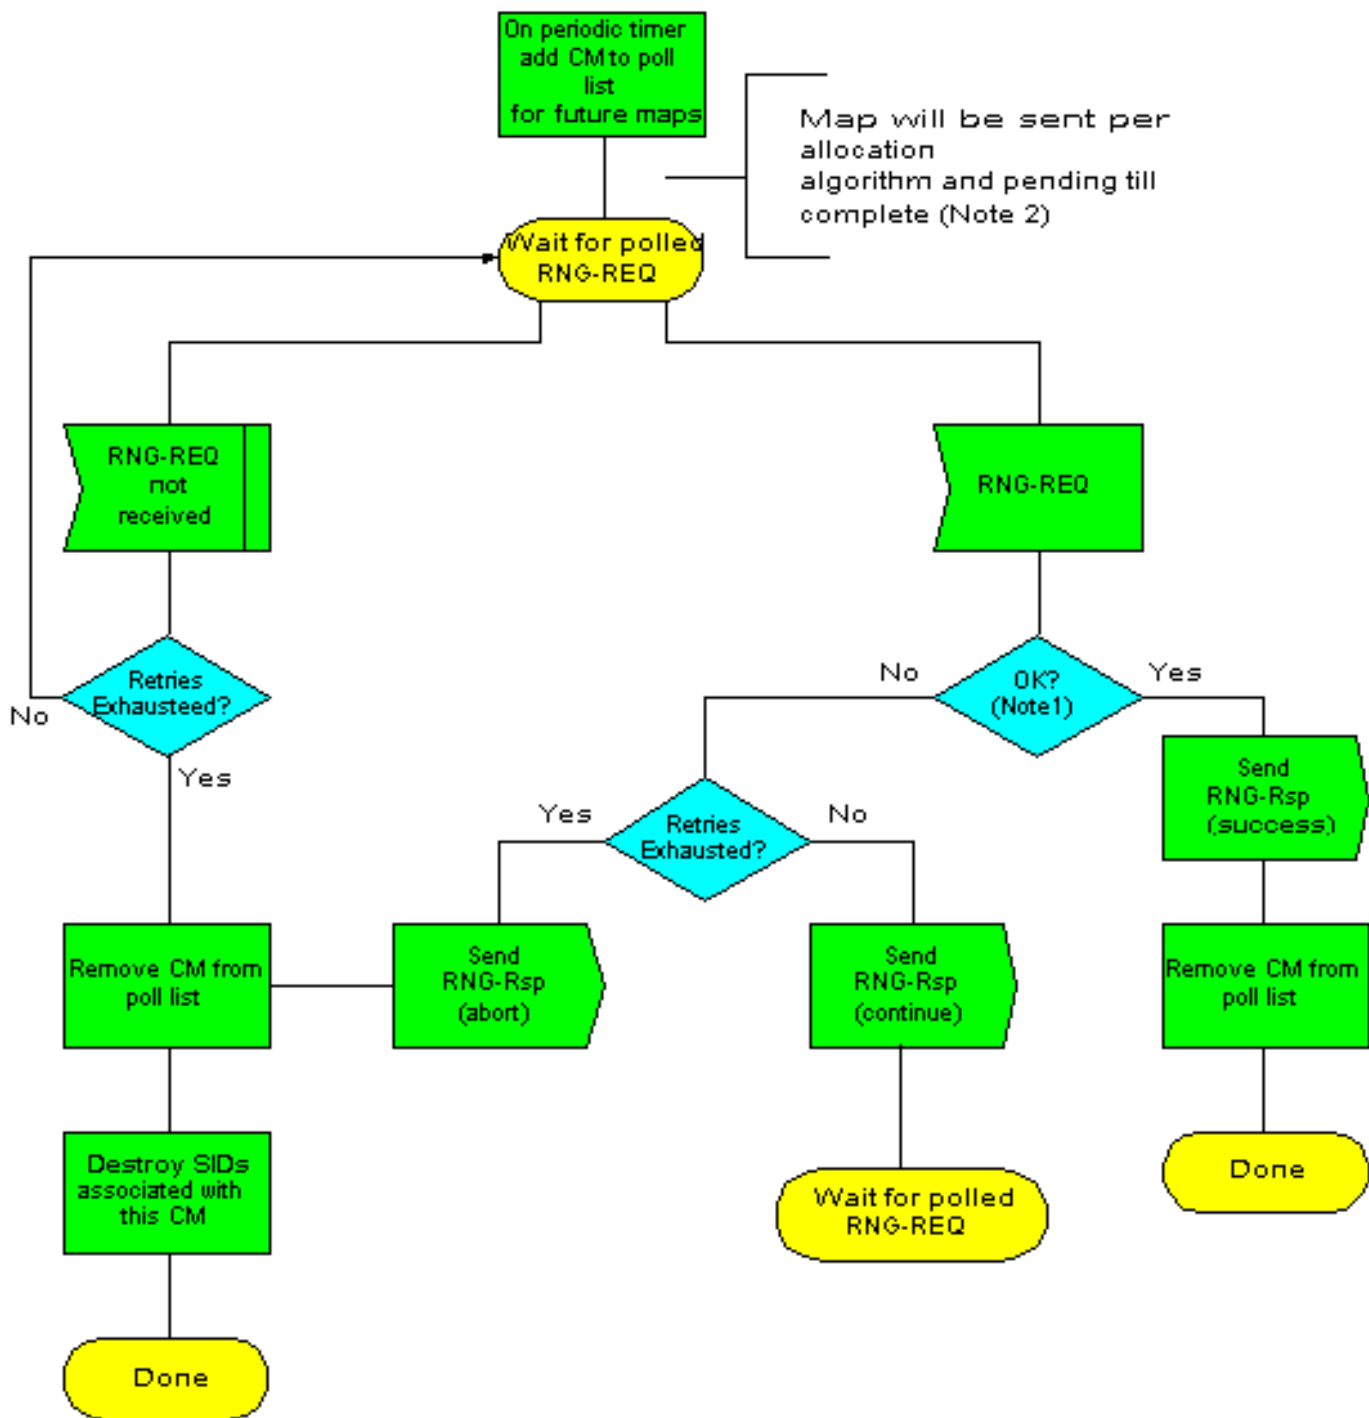 On periodic timer
add CM to poll
list
for future maps
Map will be sent per
allocation
algorithm and pending till
complete (Note 2)
Wait for polled
RNG-REQ
RNG-REQ
not
received
RNG-REQ
Retries
Exhausteed?
No
Yes
No
OK?
(Note1)
Yes
Send
RNG-Rsp
(success)
Yes
Retries
Exhausted?
No
Remove CM from
poll list
Send
RNG-Rsp
(abort)
Send
RNG-Rsp
(continue)
Remove CM from
poll list
Destroy SIDs
associated with
this CM
Wait for polled
RNG-REQ
Done
Done